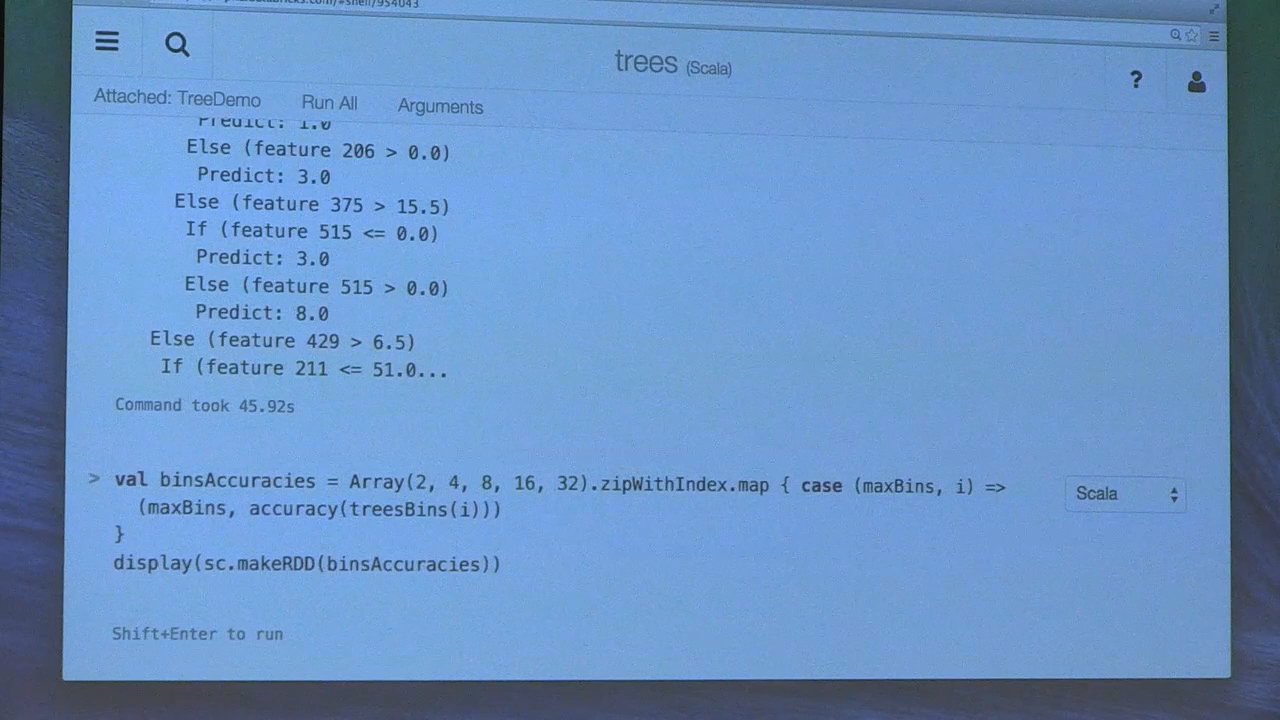 trees (Scala)
?
Attached: TreeDemo Run All Arguments
Predict: 1.0
Else (feature 206 > 0.0)
Predict: 3.0
Else (feature 375 > 15.5)
If (feature 515 <= 0.0)
Predict: 3.0
Else (feature 515 > 0.0)
Predict: 8.0
Else (feature 429 > 6.5)
If (feature 211 <= 51.0...
Command took 45.92s
> val binsAccuracies = Array(2, 4, 8, 16, 32).zipWithIndex.map { case (maxBins, i) =>
Scala
(maxBins, accuracy(treesBins(i)))
}
display(sc.makeRDD(binsAccuracies))
Shift+Enter to run